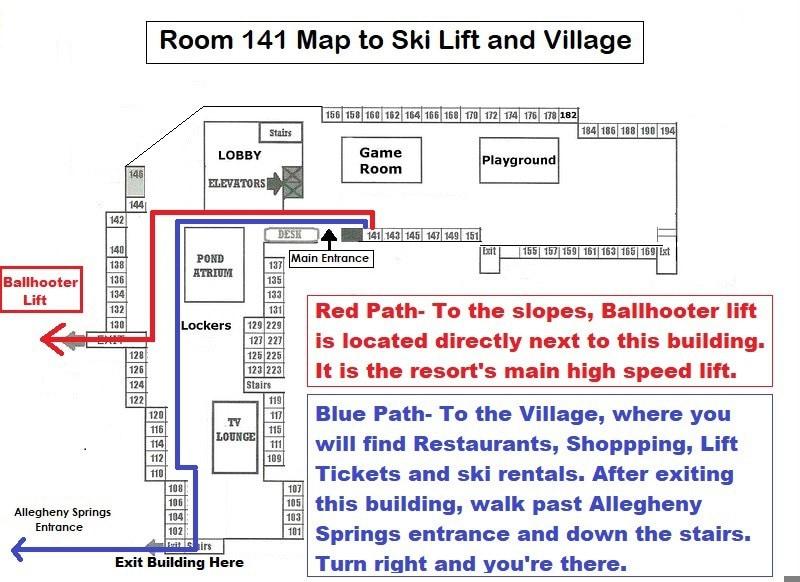 Room 141 Map to Ski Lift and Village
156 158 160 162 164 166 168 170 172 174 176 178 182
184 186 188 190 194
Stairs
LOBBY
ELEVATORS
Game
Room
Playground
146
144
142
140
138
136
134
132
130
EXIT
128
126
124
122
120
116
114
112
110
108
106
104
102
Exit Stairs
DESK
Main Entrance
141 143 145 147 149 151
Exit
155 157 159 161 163 165 169
Ext
POND
ATRIUM
Lockers
137
135
133
131
129 229
127 227
125 225
123 223
Stairs
119
117
115
111
109
TV
LOUNGE
107
105
103
101
Ballhooter
Lift
Red Path- To the slopes, Ballhooter lift
is located directly next to this building.
It is the resort's main high speed lift.
Blue Path- To the Village, where you
will find Restaurants, Shoppping, Lift
Tickets and ski rentals. After exiting
this building, walk past Allegheny
Springs entrance and down the stairs.
Turn right and you're there.
Allegheny Springs
Entrance
Exit Building Here